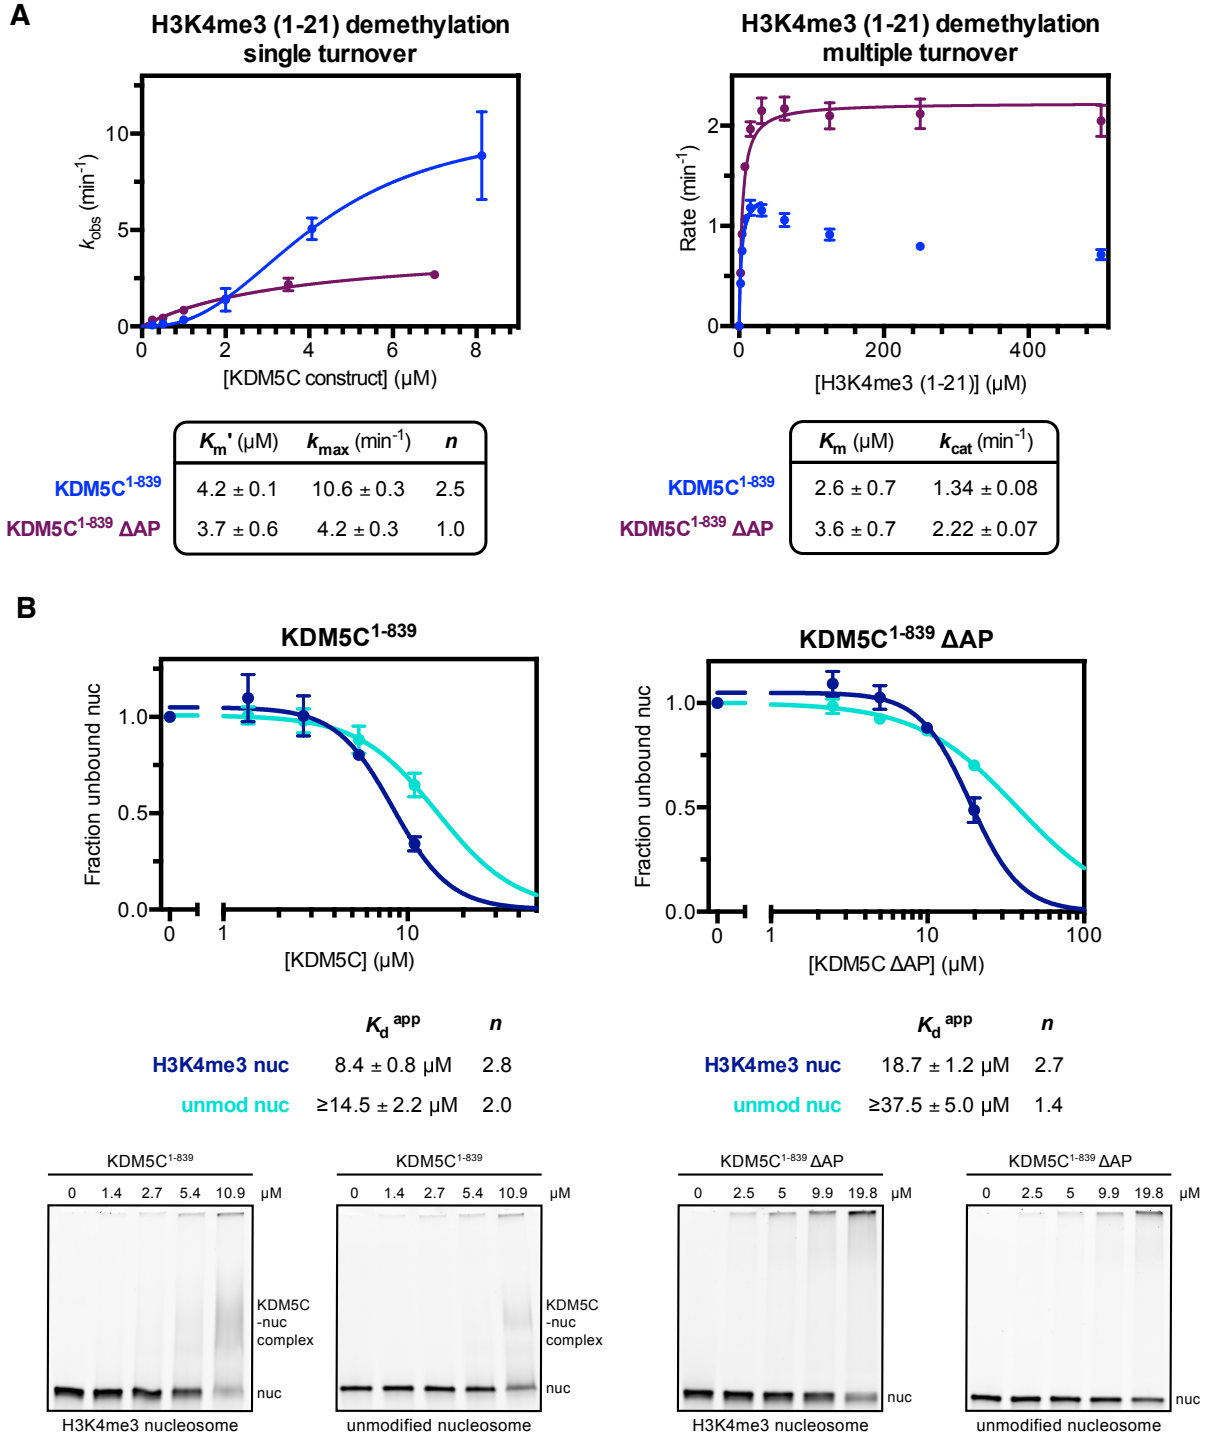 A
H3K4me3 (1-21) demethylation
single turnover
H3K4me3 (1-21) demethylation
multiple turnover
10
5
0
k_obs (min⁻¹)
0 2 4 6 8
[KDM5C construct] (μM)
2
1
0
Rate (min⁻¹)
0 200 400
[H3K4me3 (1-21)] (μM)
K_m' (μM) k_max (min⁻¹) n
KDM5C¹⁻⁸³⁹ 4.2 ± 0.1 10.6 ± 0.3 2.5
KDM5C¹⁻⁸³⁹ ΔAP 3.7 ± 0.6 4.2 ± 0.3 1.0
K_m (μM) k_cat (min⁻¹)
KDM5C¹⁻⁸³⁹ 2.6 ± 0.7 1.34 ± 0.08
KDM5C¹⁻⁸³⁹ ΔAP 3.6 ± 0.7 2.22 ± 0.07
B
KDM5C¹⁻⁸³⁹
Fraction unbound nuc
1.0
0.5
0.0
0 1 10
[KDM5C] (μM)
KDM5C¹⁻⁸³⁹ ΔAP
Fraction unbound nuc
1.0
0.5
0.0
0 1 10 100
[KDM5C ΔAP] (μM)
K_d ᵃᵖᵖ n
H3K4me3 nuc 8.4 ± 0.8 μM 2.8
unmod nuc ≥14.5 ± 2.2 μM 2.0
K_d ᵃᵖᵖ n
H3K4me3 nuc 18.7 ± 1.2 μM 2.7
unmod nuc ≥37.5 ± 5.0 μM 1.4
KDM5C¹⁻⁸³⁹
0 1.4 2.7 5.4 10.9 μM
KDM5C
-nuc
complex
nuc
H3K4me3 nucleosome
KDM5C¹⁻⁸³⁹
0 1.4 2.7 5.4 10.9 μM
KDM5C
-nuc
complex
nuc
unmodified nucleosome
KDM5C¹⁻⁸³⁹ ΔAP
0 2.5 5 9.9 19.8 μM
nuc
H3K4me3 nucleosome
KDM5C¹⁻⁸³⁹ ΔAP
0 2.5 5 9.9 19.8 μM
nuc
unmodified nucleosome